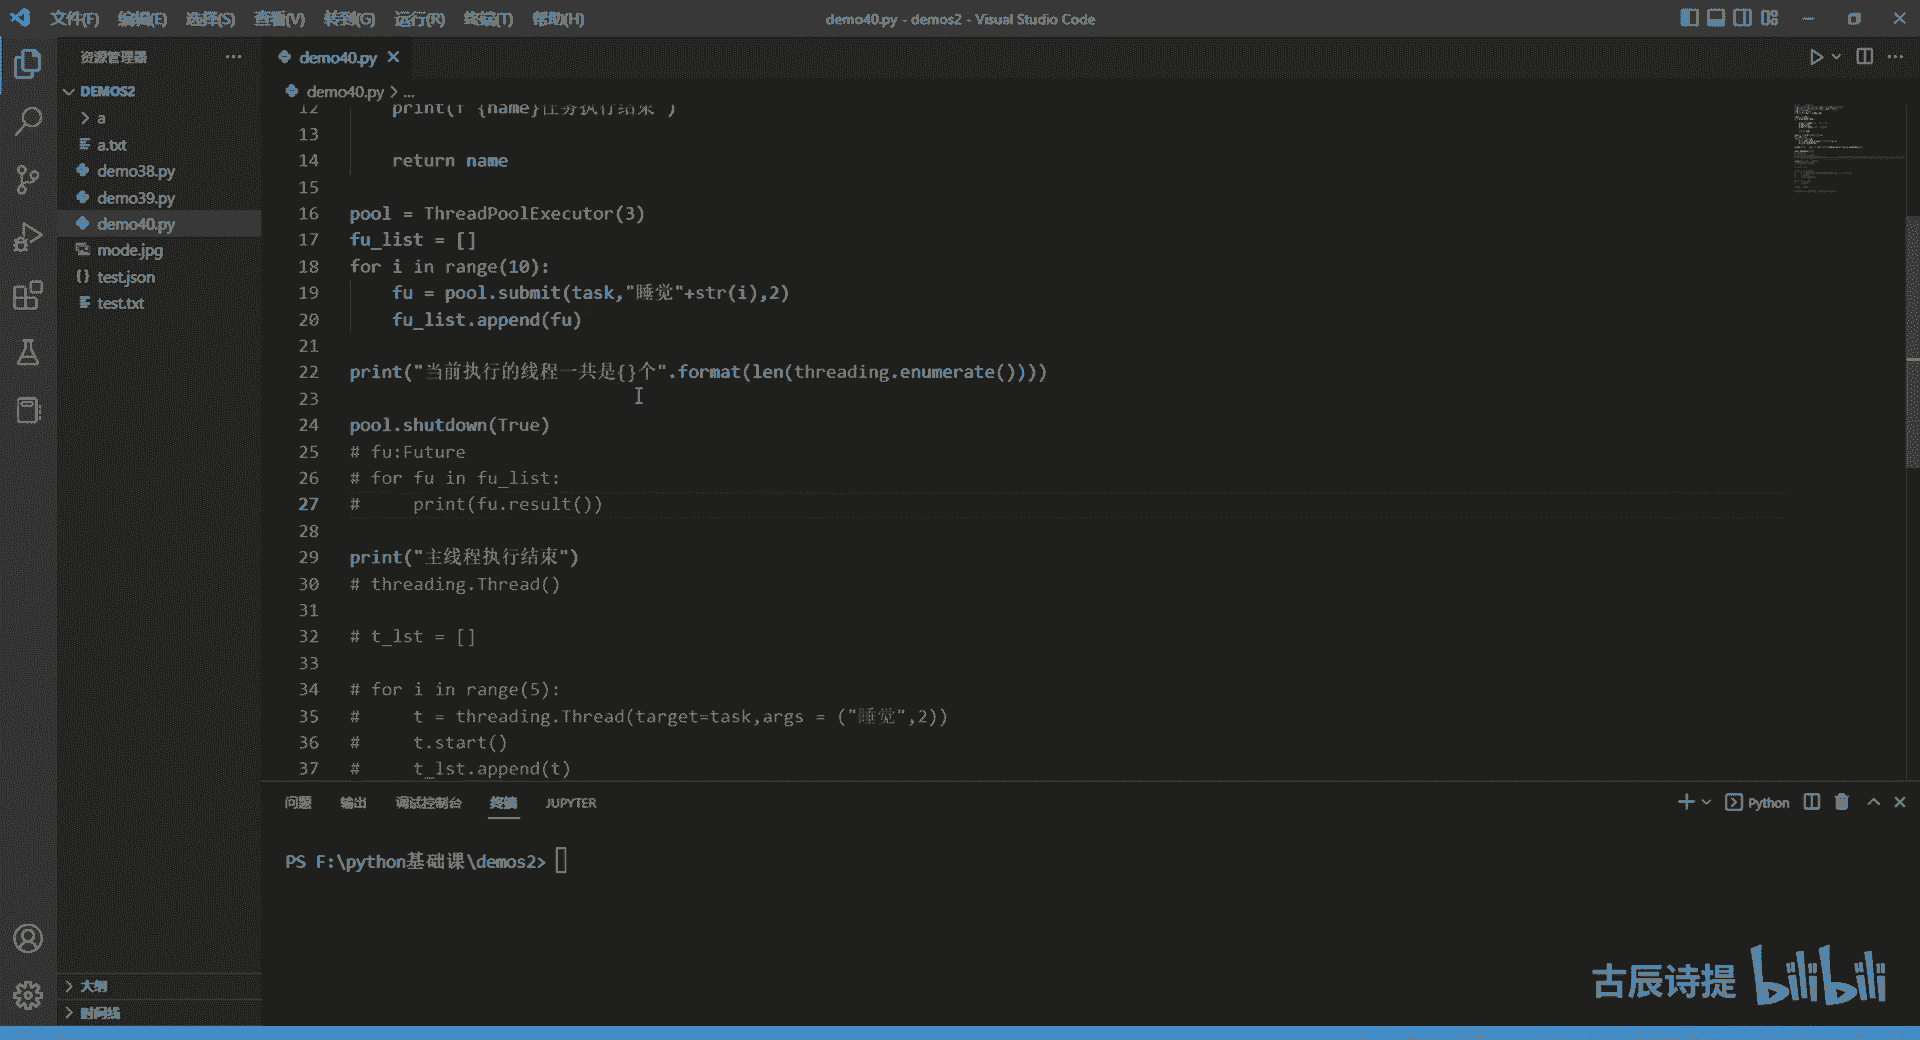 文件(F) 编辑(E) 选择(S) 查看(V) 转到(G) 运行(R) 终端(T) 帮助(H)
demo40.py - demos2 - Visual Studio Code
资源管理器
DEMOS2
a
a.txt
demo38.py
demo39.py
demo40.py
mode.jpg
test.json
test.txt
大纲
时间线
demo40.py
demo40.py > ...
12 print(f"{name}任务执行结束")
13
14 return name
15
16 pool = ThreadPoolExecutor(3)
17 fu_list = []
18 for i in range(10):
19 fu = pool.submit(task,"睡觉"+str(i),2)
20 fu_list.append(fu)
21
22 print("当前执行的线程一共是{}个".format(len(threading.enumerate())))
23
24 pool.shutdown(True)
25 # fu:Future
26 # for fu in fu_list:
27 # print(fu.result())
28
29 print("主线程执行结束")
30 # threading.Thread()
31
32 # t_lst = []
33
34 # for i in range(5):
35 # t = threading.Thread(target=task,args = ("睡觉",2))
36 # t.start()
37 # t_lst.append(t)
问题 输出 调试控制台 终端 JUPYTER
Python
PS F:\python基础课\demos2>
古辰诗提 bilibili